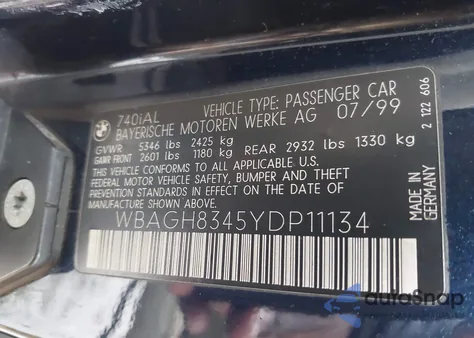 740iAL VEHICLE TYPE: PASSENGER CAR
BAYERISCHE MOTOREN WERKE AG 07/99
GVWR 5346 lbs 2425 kg
GAWR FRONT 2601 lbs 1180 kg REAR 2932 lbs 1330 kg
THIS CAR CONFORMS TO ALL APPLICABLE U.S.
FEDERAL MOTOR VEHICLE SAFETY, BUMPER AND THEFT
PREVENTION STANDARDS IN EFFECT ON THE DATE
OF MANUFACTURE SHOWN ABOVE.
WBAGH8345YDP11134
MADE IN
GERMANY
2 122 606
autoSnap